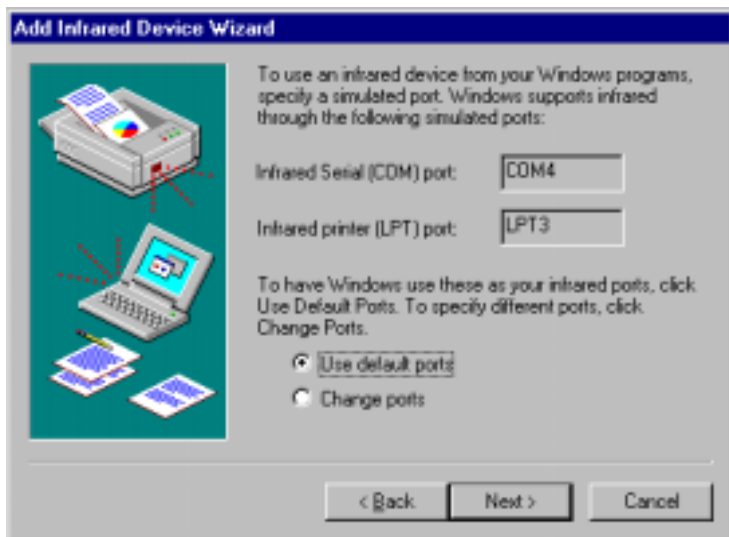 Add Infrared Device Wizard
To use an infrared device from your Windows programs,
specify a simulated port. Windows supports infrared
through the following simulated ports:
Infrared Serial (COM) port: COM4
Infrared printer (LPT) port: LPT3
To have Windows use these as your infrared ports, click
Use Default Ports. To specify different ports, click
Change Ports.
Use default ports
Change ports
< Back Next > Cancel